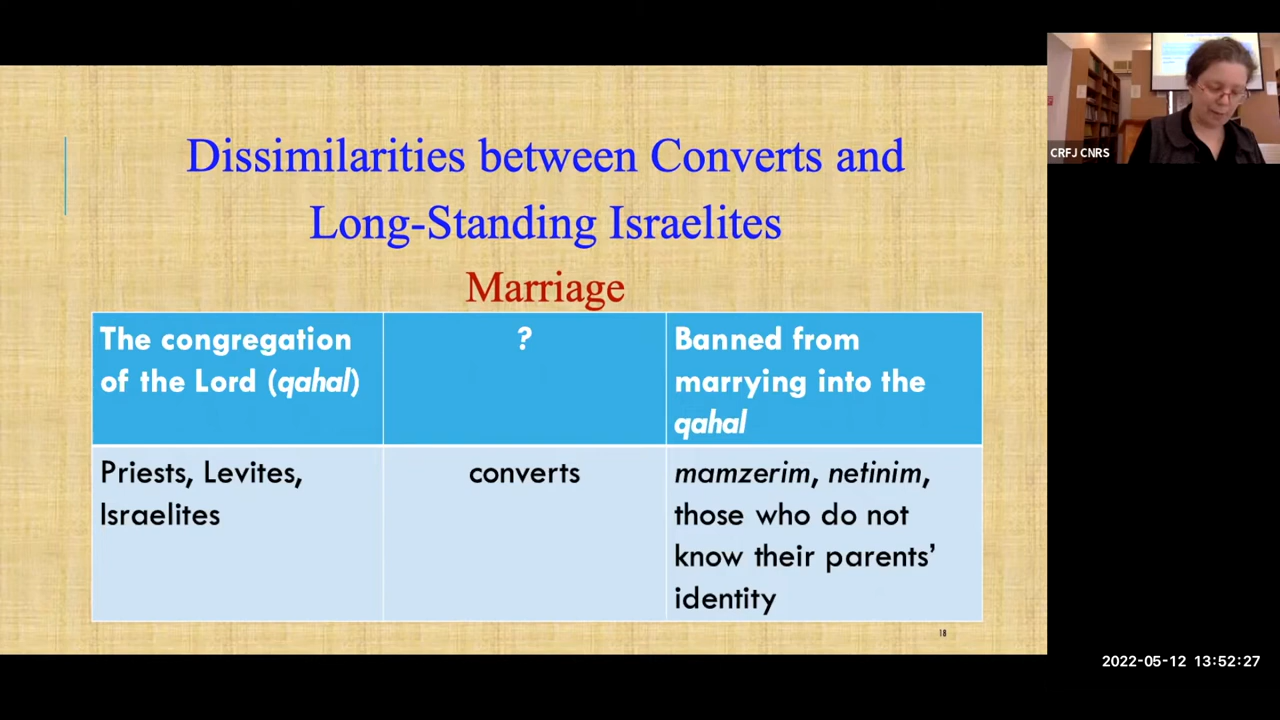 Dissimilarities between Converts and
Long-Standing Israelites
Marriage
The congregation
of the Lord (qahal)
?
Banned from
marrying into the
qahal
Priests, Levites,
Israelites
converts
mamzerim, netinim,
those who do not
know their parents’
identity
18
CRFJ CNRS
2022-05-12 13:52:27